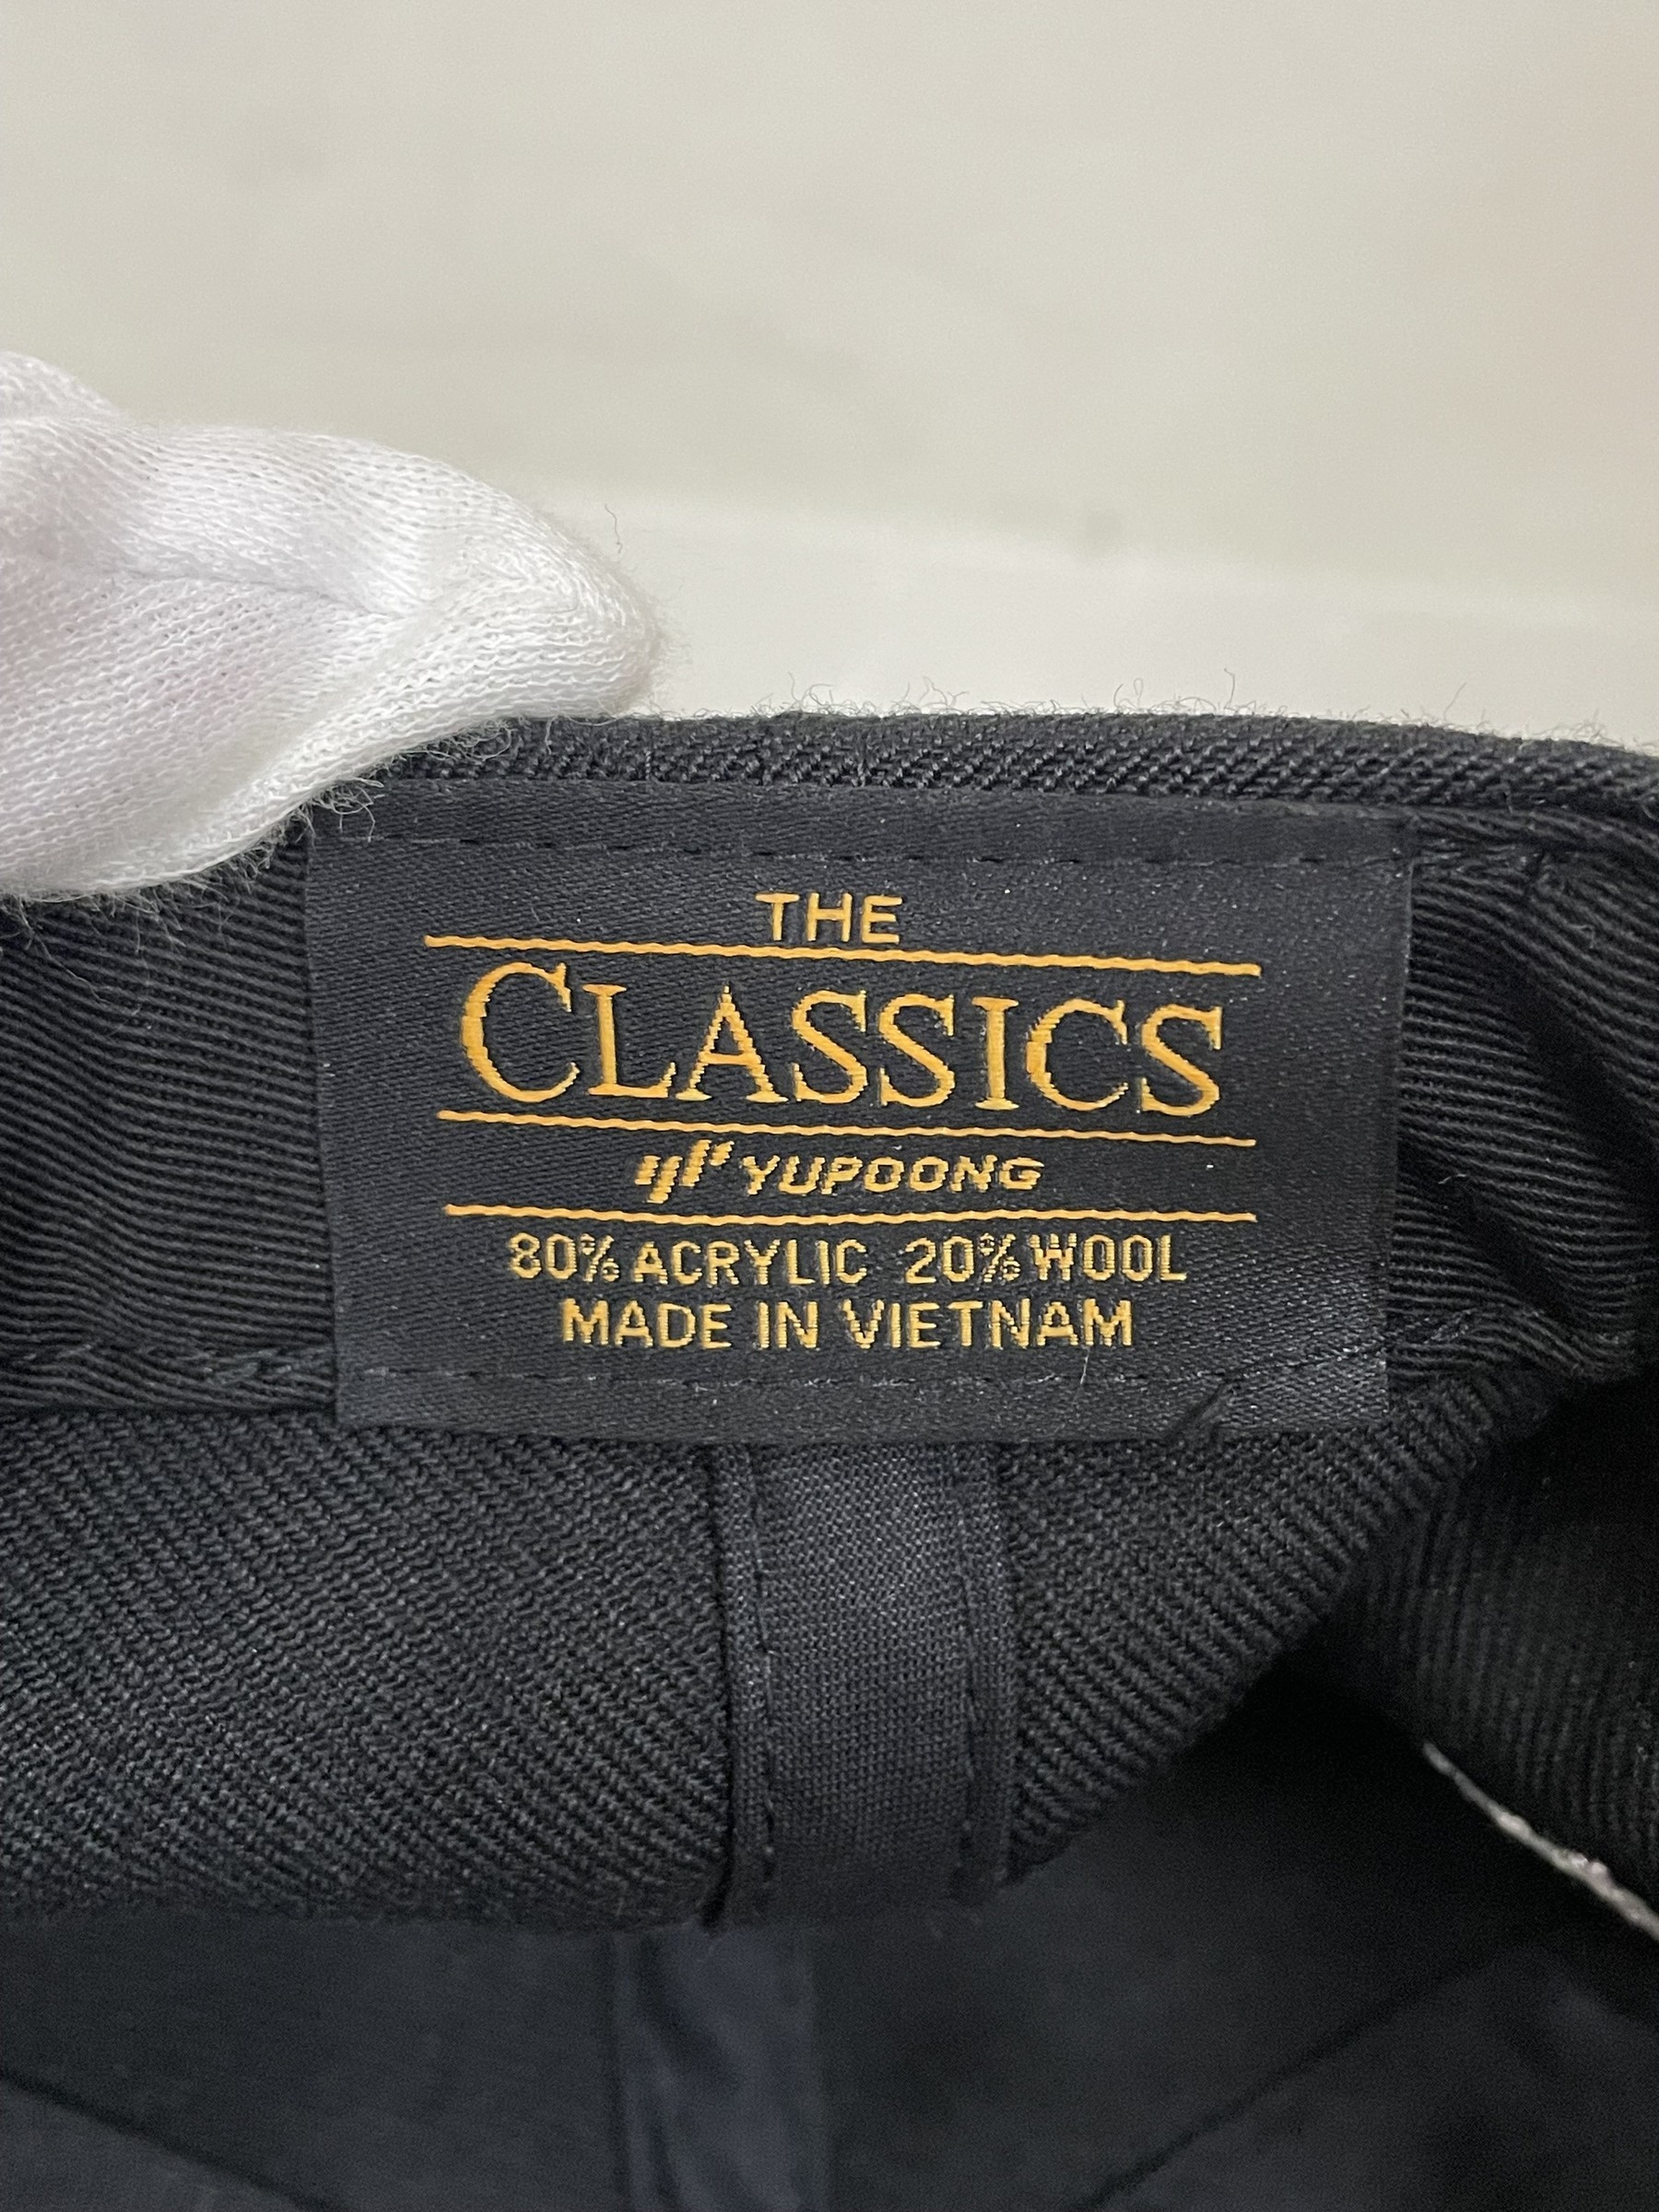 THE
CLASSICS
YUPOONG
80% ACRYLIC 20% WOOL
MADE IN VIETNAM